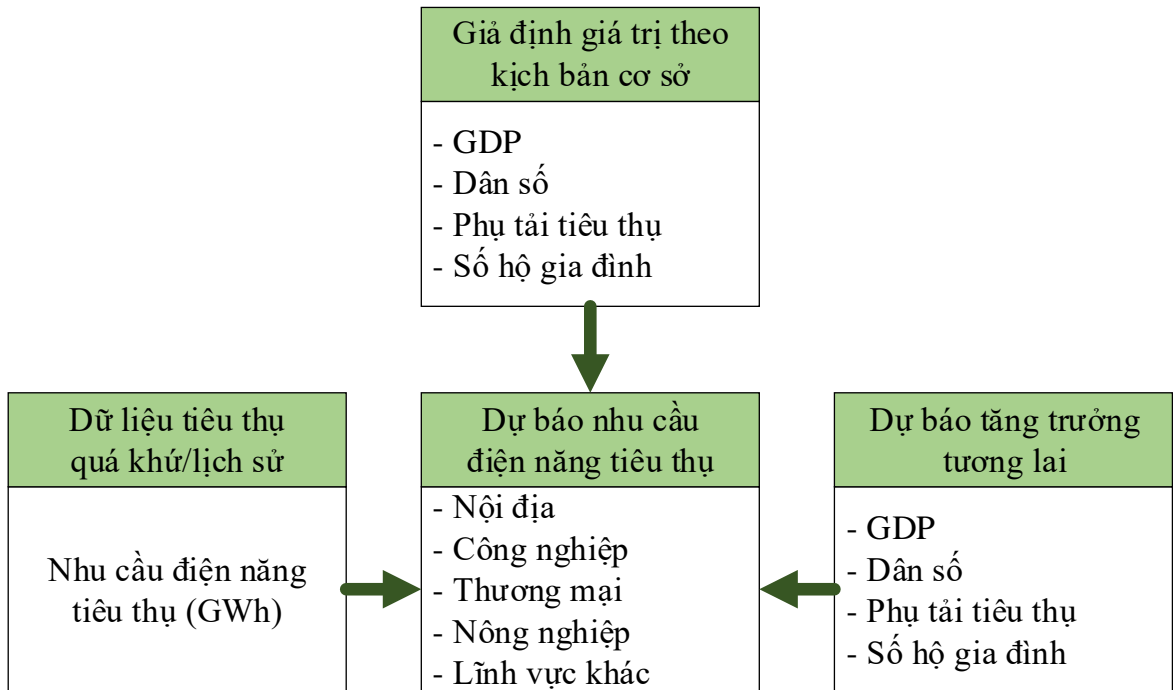 Giả định giá trị theo
kịch bản cơ sở
- GDP
- Dân số
- Phụ tải tiêu thụ
- Số hộ gia đình
Dữ liệu tiêu thụ
quá khứ/lịch sử
Nhu cầu điện năng
tiêu thụ (GWh)
Dự báo nhu cầu
điện năng tiêu thụ
- Nội địa
- Công nghiệp
- Thương mại
- Nông nghiệp
- Lĩnh vực khác
Dự báo tăng trưởng
tương lai
- GDP
- Dân số
- Phụ tải tiêu thụ
- Số hộ gia đình